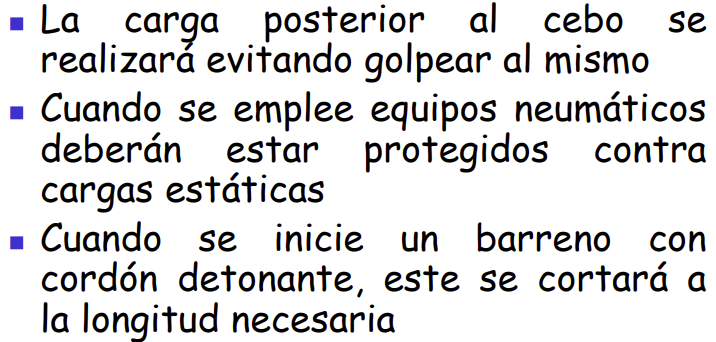 La carga posterior al cebo se
realizará evitando golpear al mismo
Cuando se emplee equipos neumáticos
deberán estar protegidos contra
cargas estáticas
Cuando se inicie un barreno con
cordón detonante, este se cortará a
la longitud necesaria